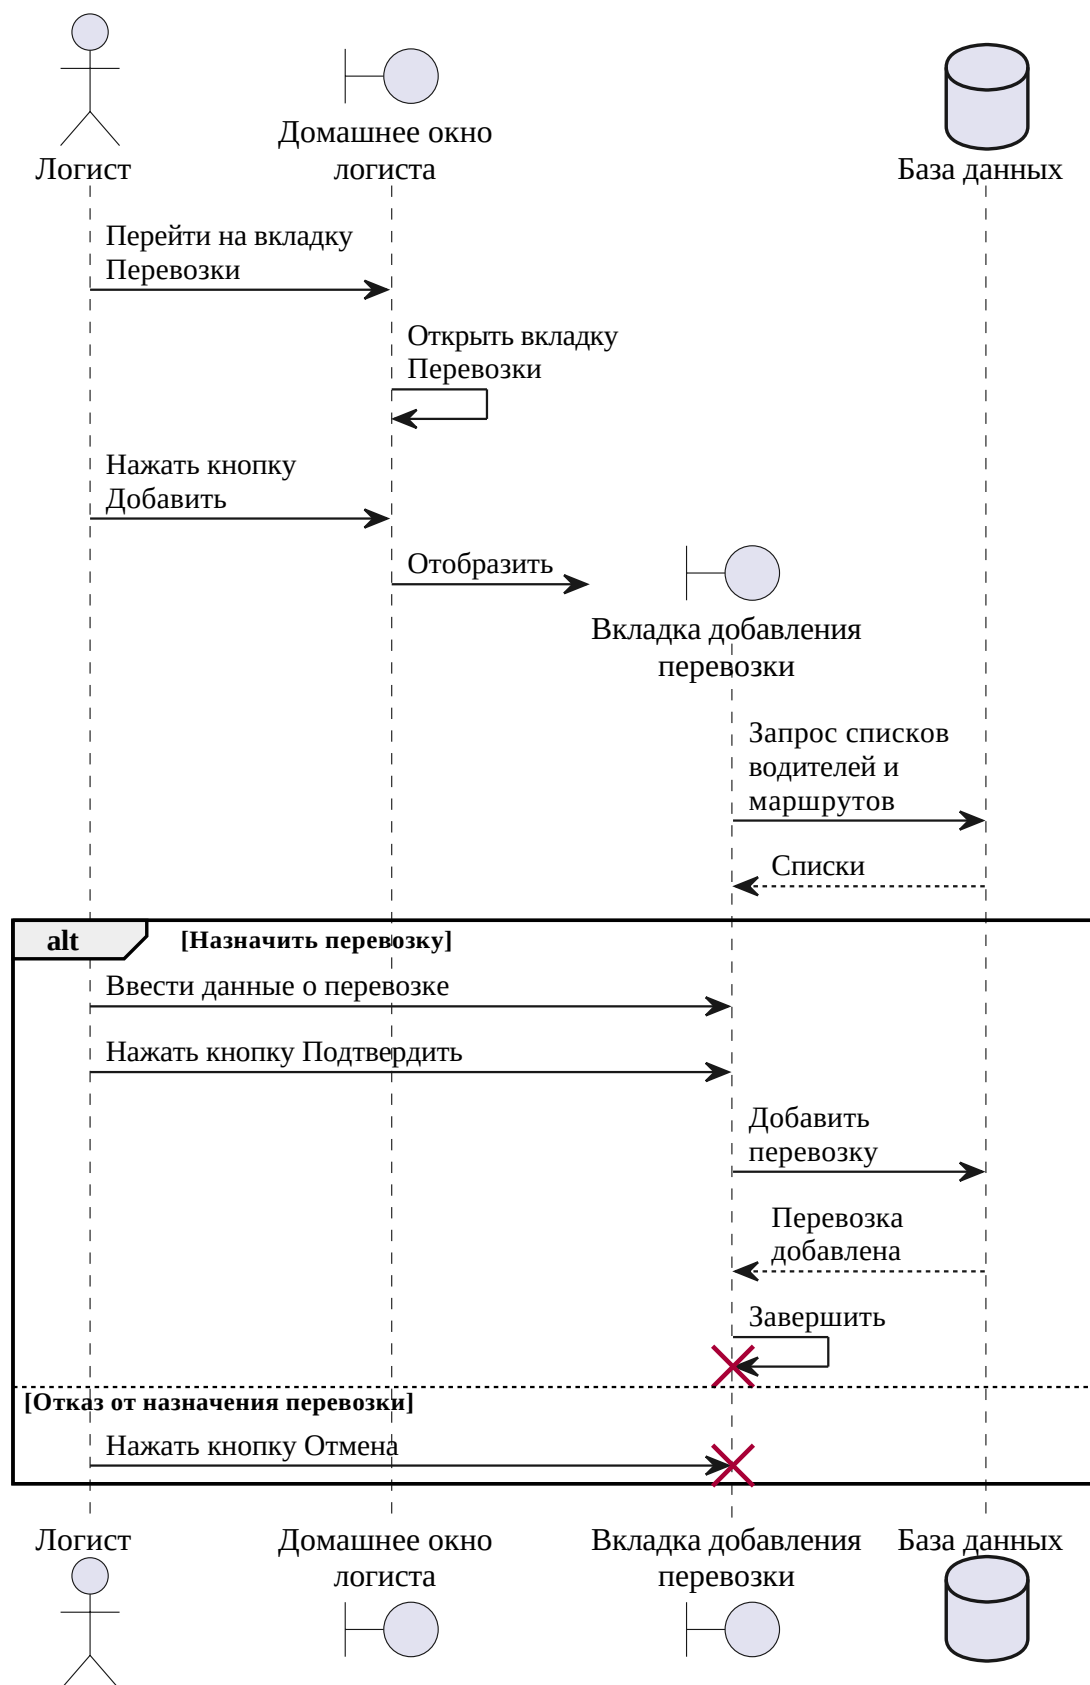 Логист
Домашнее окно
логиста
База данных
Перейти на вкладку
Перевозки
Открыть вкладку
Перевозки
Нажать кнопку
Добавить
Отобразить
Вкладка добавления
перевозки
Запрос списков
водителей и
маршрутов
Списки
alt [Назначить перевозку]
Ввести данные о перевозке
Нажать кнопку Подтвердить
Добавить
перевозку
Перевозка
добавлена
Завершить
[Отказ от назначения перевозки]
Нажать кнопку Отмена
Логист
Домашнее окно
логиста
Вкладка добавления
перевозки
База данных